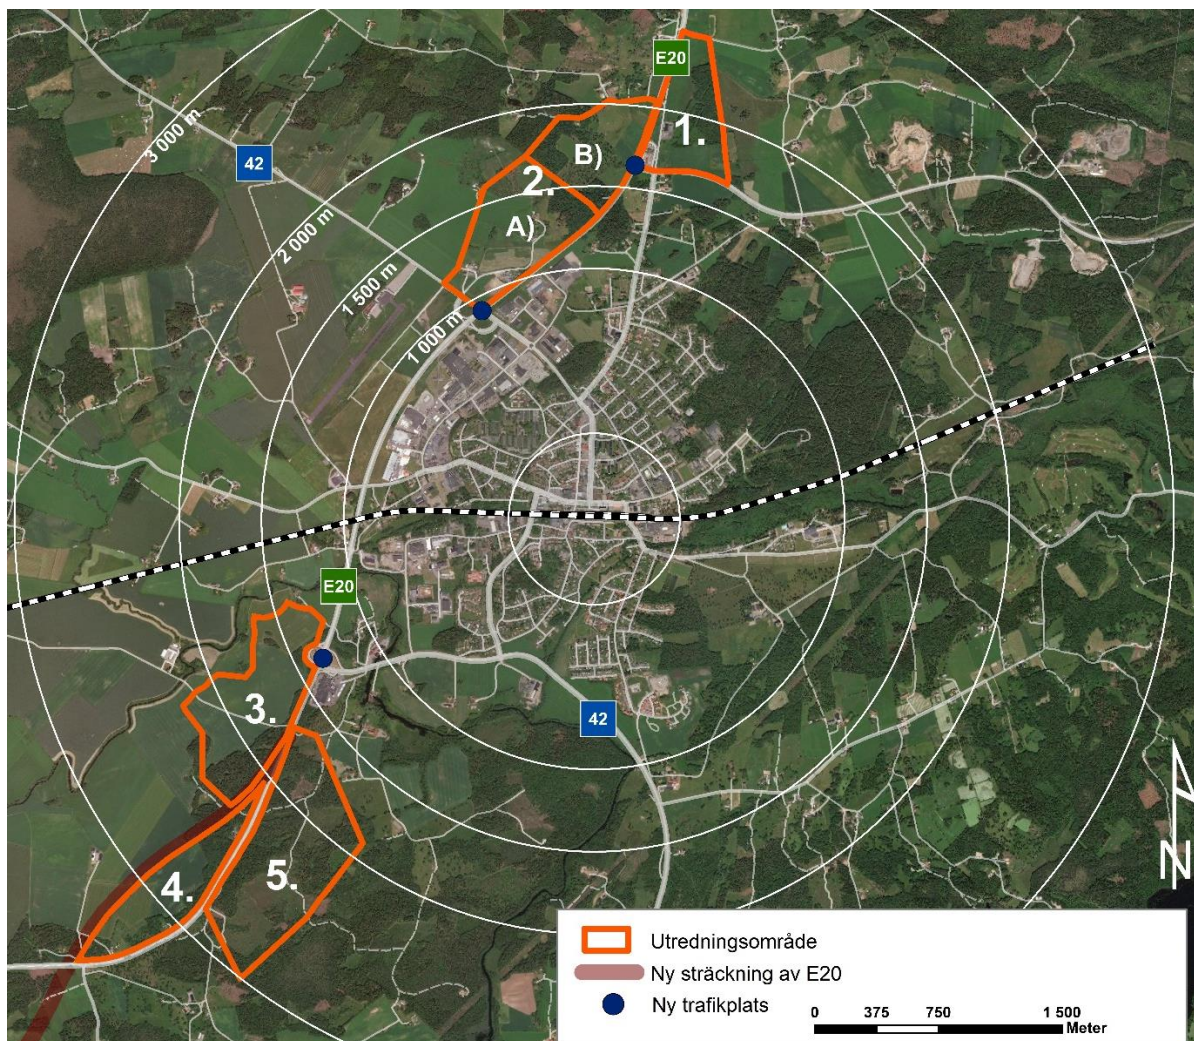 E20
1.
3 000 m
42
B)
2.
A)
2 000 m
1 500 m
1 000 m
E20
3.
42
4.
5.
N
Utredningsområde
Ny sträckning av E20
Ny trafikplats
0 375 750 1 500
Meter